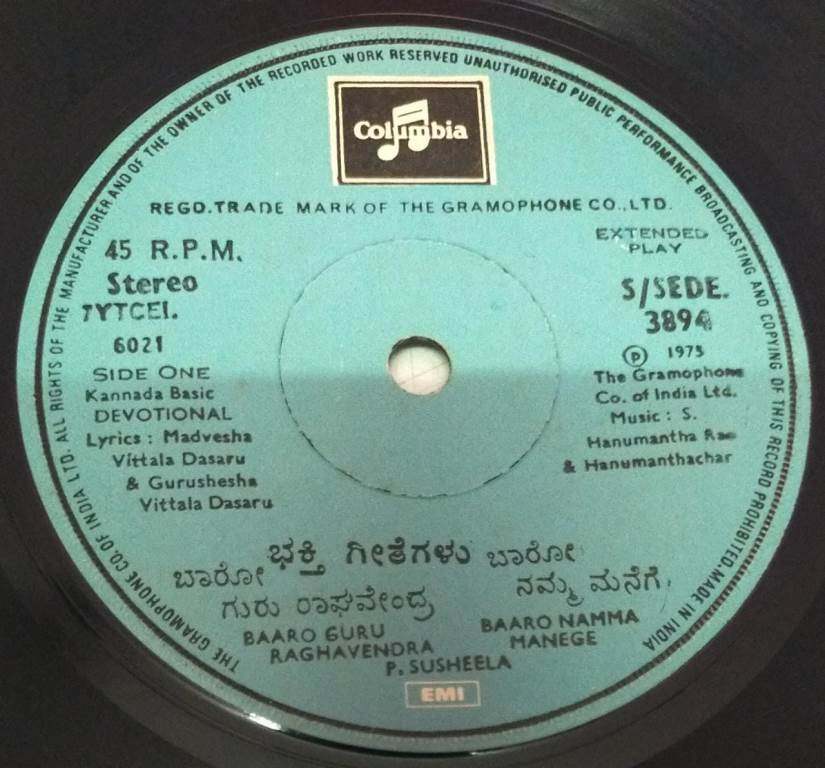 THE GRAMOPHONE CO. OF INDIA LTD. ALL RIGHTS OF THE MANUFACTURER AND OF THE OWNER OF THE RECORDED WORK RESERVED UNAUTHORISED PUBLIC PERFORMANCE BROADCASTING AND COPYING OF THIS RECORD PROHIBITED. MADE IN INDIA
Columbia
REGD. TRADE MARK OF THE GRAMOPHONE CO., LTD.
45 R.P.M.
Stereo
7YTCEI.
6021
SIDE ONE
Kannada Basic
DEVOTIONAL
Lyrics : Madvesha
Vittala Dasaru
& Gurushesha
Vittala Dasaru
EXTENDED
PLAY
S/SEDE.
3894
Ⓟ 1975
The Gramophone
Co. of India Ltd.
Music : S.
Hanumantha Rao
& Hanumanthachar
ಭಕ್ತಿ ಗೀತೆಗಳು
ಬಾರೋ
ಗುರು ರಾಘವೇಂದ್ರ
BAARO GURU
RAGHAVENDRA
ಬಾರೋ
ನಮ್ಮ ಮನೆಗೆ
BAARO NAMMA
MANEGE
P. SUSHEELA
EMI